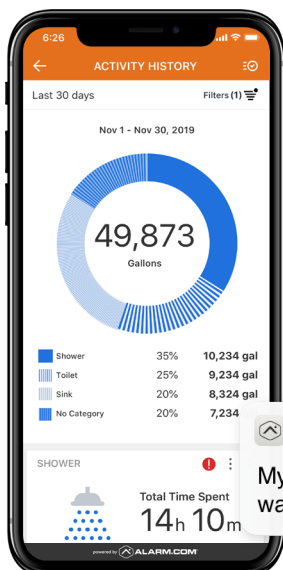 6:26
ACTIVITY HISTORY
Last 30 days Filters (1)
Nov 1 - Nov 30, 2019
49,873
Gallons
Shower 35% 10,234 gal
Toilet 25% 9,234 gal
Sink 20% 8,324 gal
No Category 20% 7,234
SHOWER
My
wa
Total Time Spent
14h 10m
powered by ALARM.COM